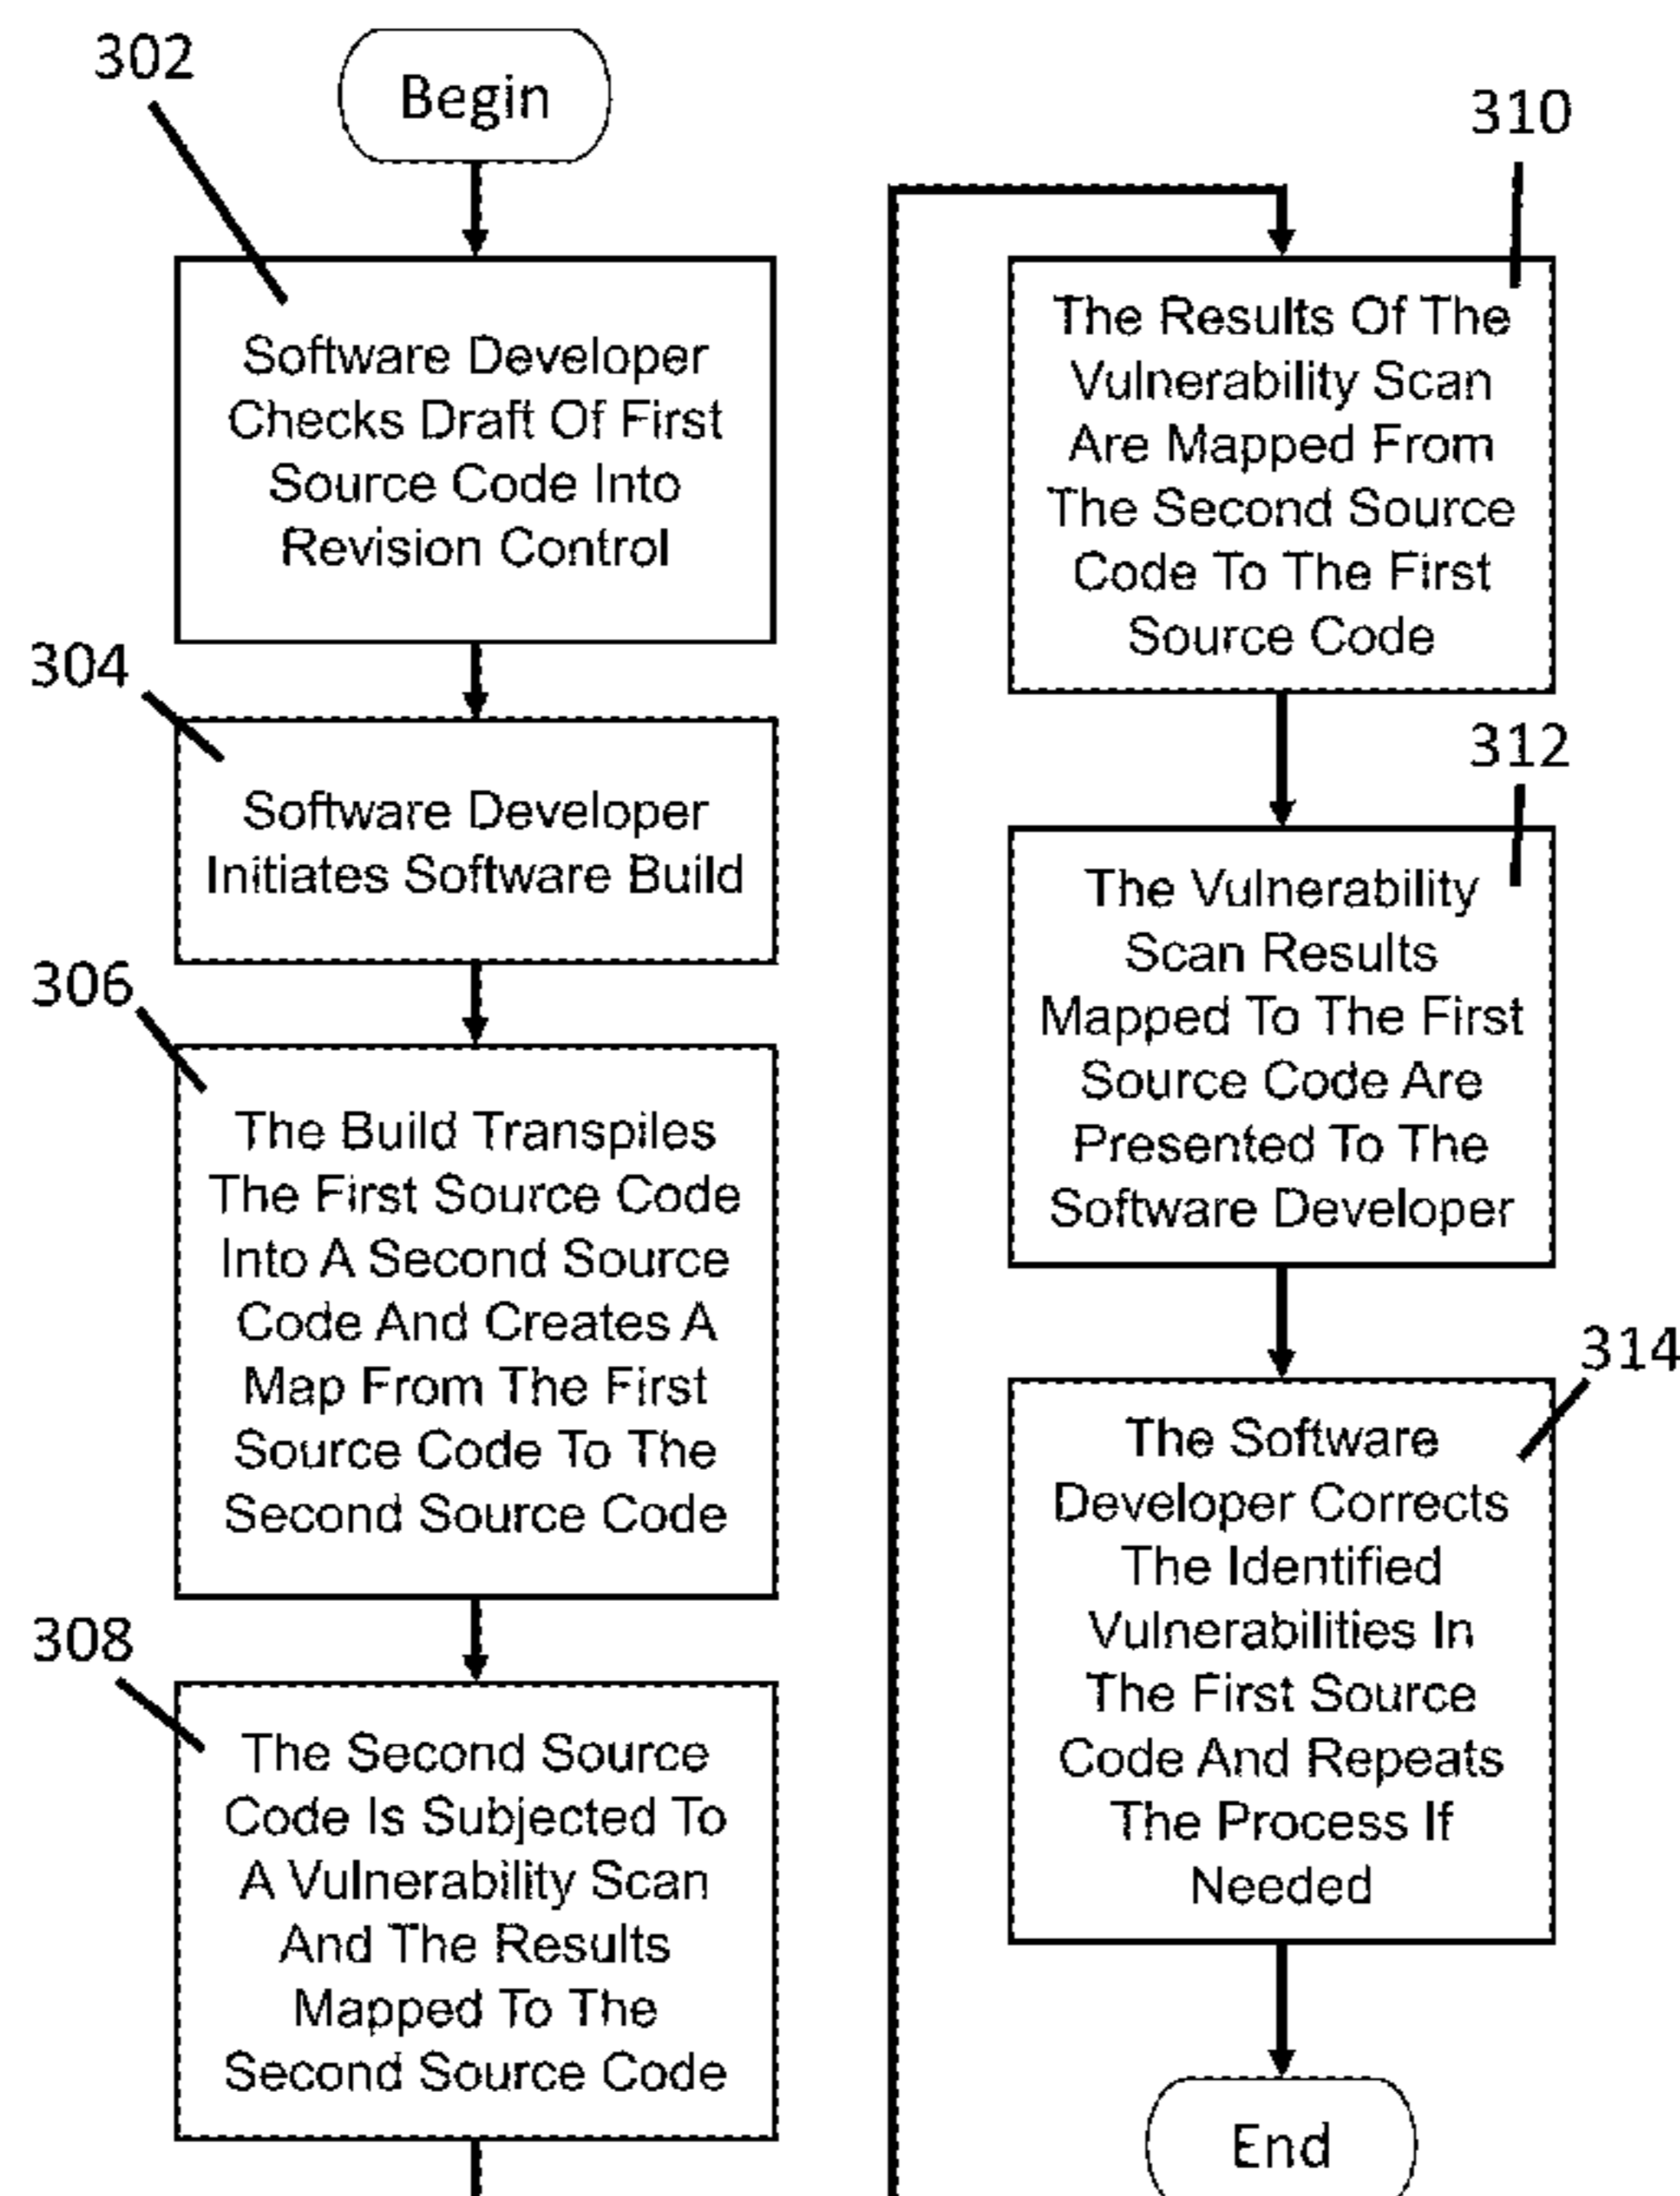 302
Begin
Software Developer
Checks Draft Of First
Source Code Into
Revision Control
304
Software Developer
Initiates Software Build
306
The Build Transpiles
The First Source Code
Into A Second Source
Code And Creates A
Map From The First
Source Code To The
Second Source Code
308
The Second Source
Code Is Subjected To
A Vulnerability Scan
And The Results
Mapped To The
Second Source Code
310
The Results Of The
Vulnerability Scan
Are Mapped From
The Second Source
Code To The First
Source Code
312
The Vulnerability
Scan Results
Mapped To The First
Source Code Are
Presented To The
Software Developer
314
The Software
Developer Corrects
The Identified
Vulnerabilities In
The First Source
Code And Repeats
The Process If
Needed
End